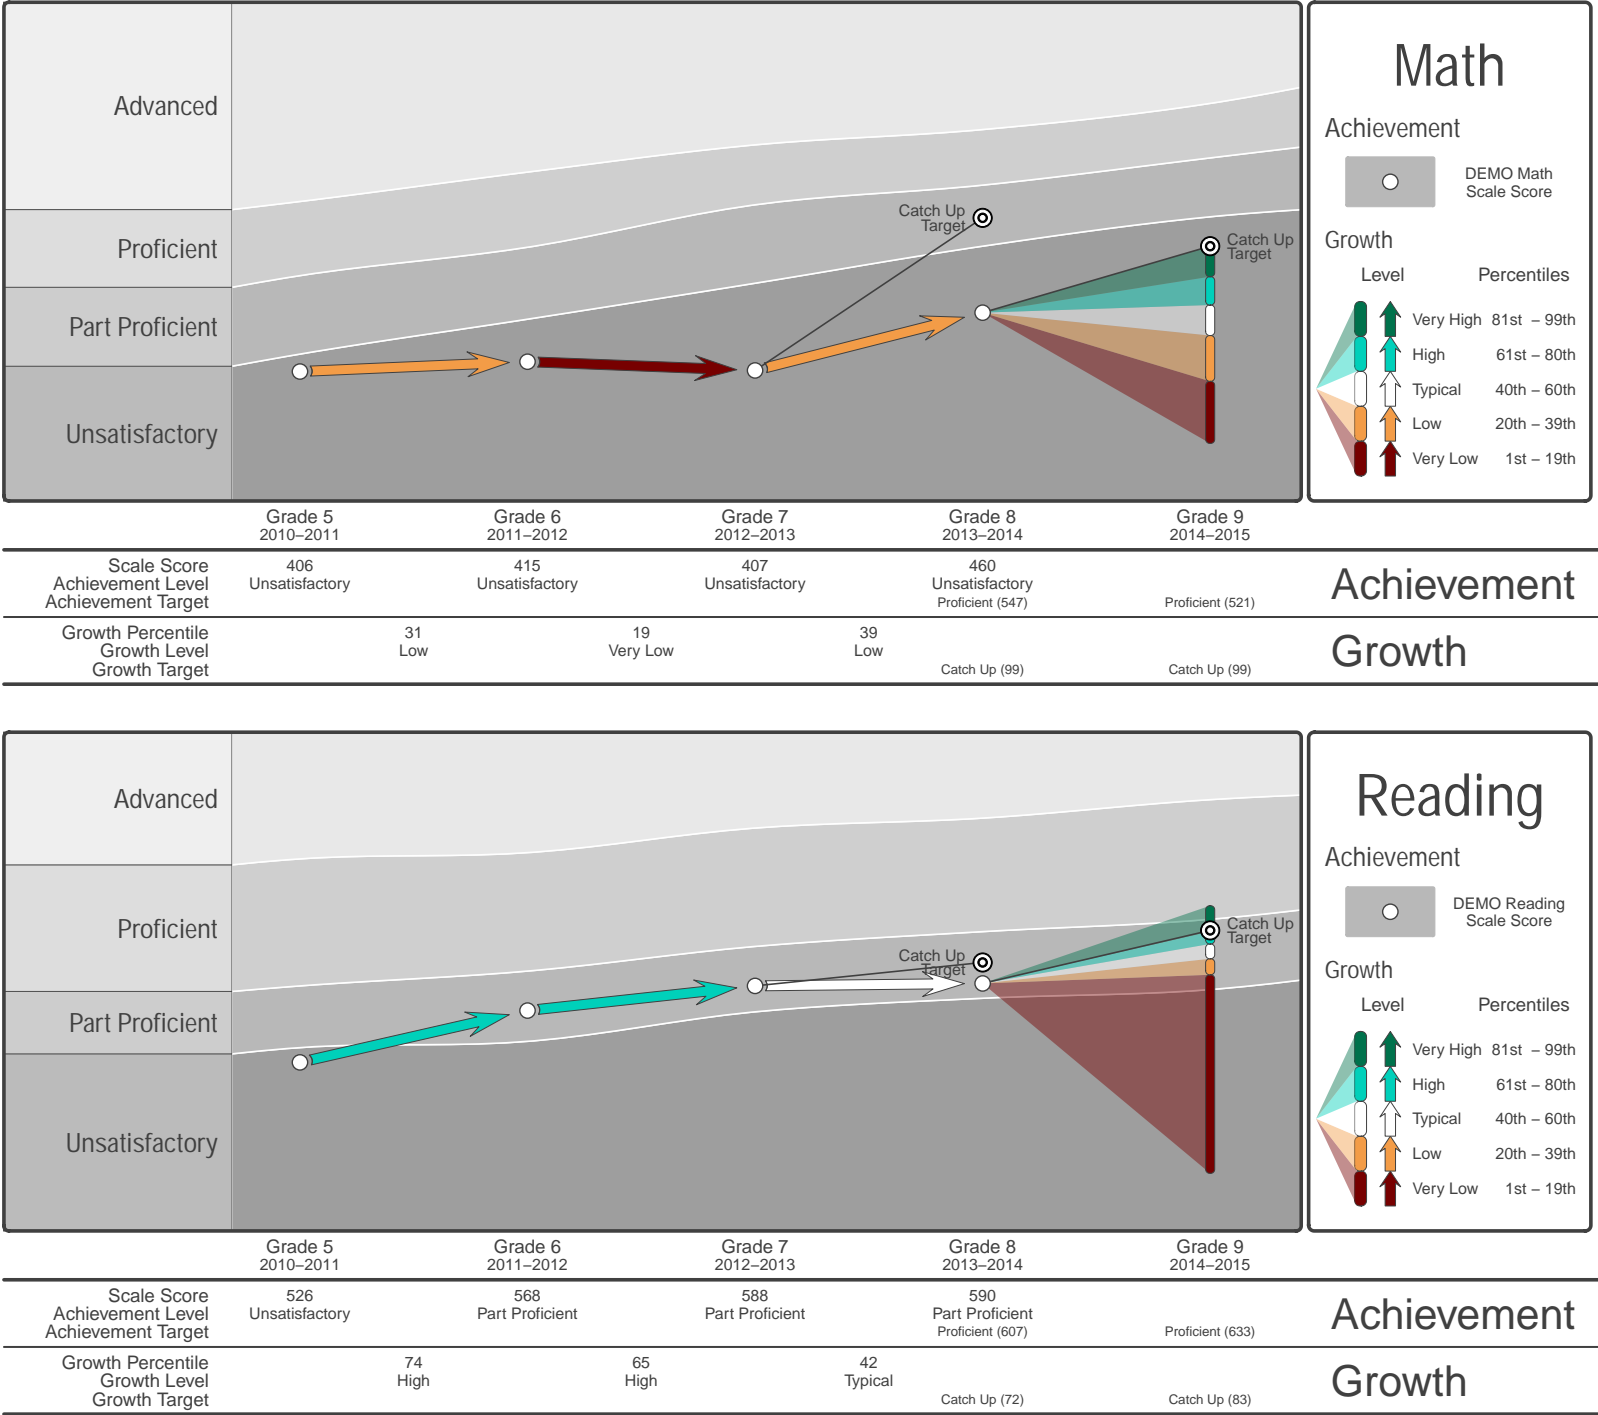 Advanced
Proficient
Part Proficient
Unsatisfactory
Catch Up
Target
Catch Up
Target
Math
Achievement
DEMO Math
Scale Score
Growth
Level Percentiles
Very High 81st – 99th
High 61st – 80th
Typical 40th – 60th
Low 20th – 39th
Very Low 1st – 19th
Grade 5 Grade 6 Grade 7 Grade 8 Grade 9
2010–2011 2011–2012 2012–2013 2013–2014 2014–2015
Scale Score 406 415 407 460
Achievement Level Unsatisfactory Unsatisfactory Unsatisfactory Unsatisfactory
Achievement Target Proficient (547) Proficient (521)
Achievement
Growth Percentile 31 19 39
Growth Level Low Very Low Low
Growth Target Catch Up (99) Catch Up (99)
Growth
Advanced
Proficient
Part Proficient
Unsatisfactory
Catch Up
Target
Catch Up
Target
Reading
Achievement
DEMO Reading
Scale Score
Growth
Level Percentiles
Very High 81st – 99th
High 61st – 80th
Typical 40th – 60th
Low 20th – 39th
Very Low 1st – 19th
Grade 5 Grade 6 Grade 7 Grade 8 Grade 9
2010–2011 2011–2012 2012–2013 2013–2014 2014–2015
Scale Score 526 568 588 590
Achievement Level Unsatisfactory Part Proficient Part Proficient Part Proficient
Achievement Target Proficient (607) Proficient (633)
Achievement
Growth Percentile 74 65 42
Growth Level High High Typical
Growth Target Catch Up (72) Catch Up (83)
Growth